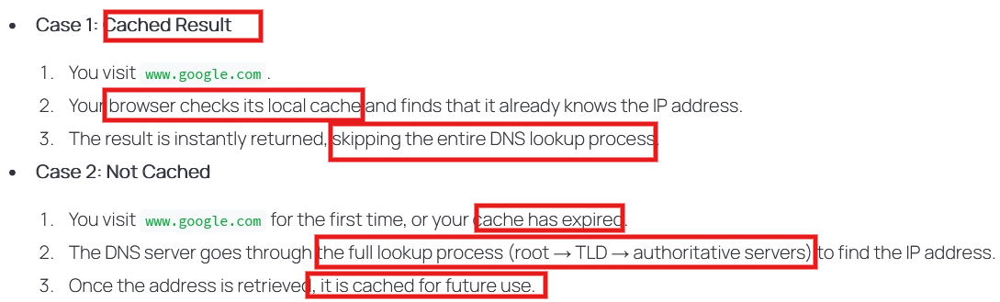 • Case 1: Cached Result
1. You visit www.google.com .
2. Your browser checks its local cache and finds that it already knows the IP address.
3. The result is instantly returned, skipping the entire DNS lookup process.
• Case 2: Not Cached
1. You visit www.google.com for the first time, or your cache has expired.
2. The DNS server goes through the full lookup process (root → TLD → authoritative servers) to find the IP address.
3. Once the address is retrieved, it is cached for future use.